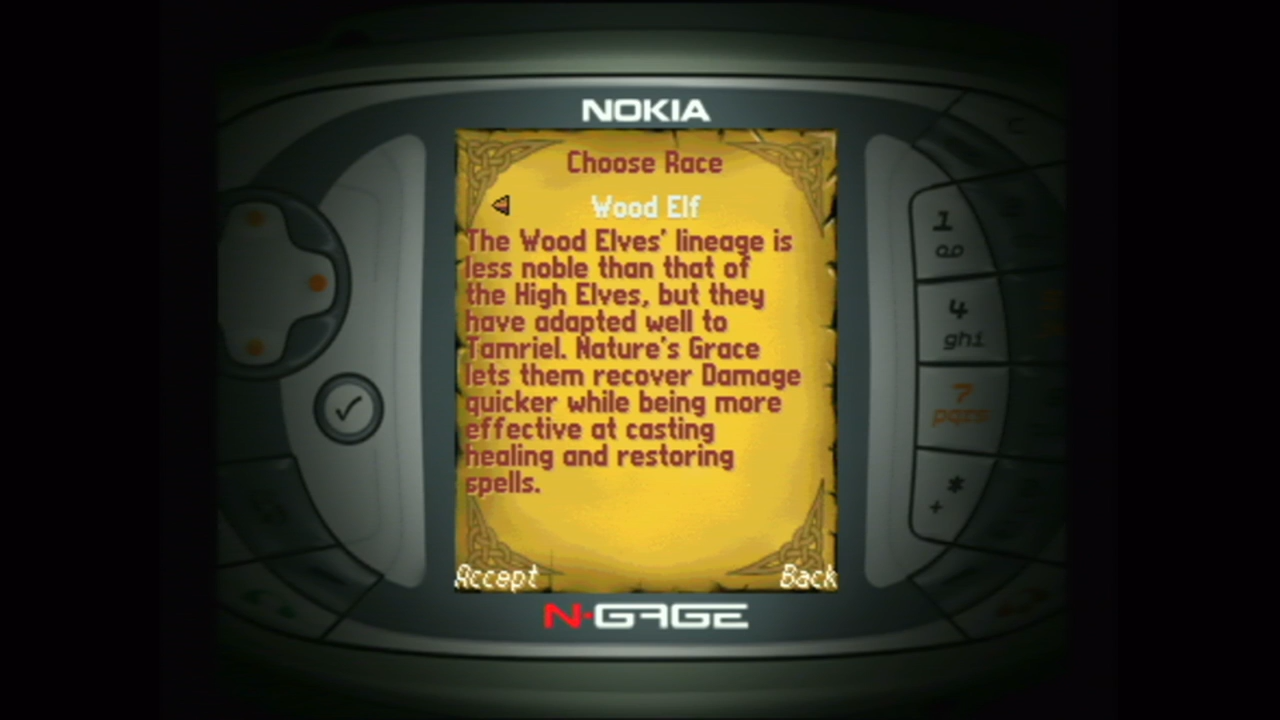 NOKIA
Choose Race
Wood Elf
The Wood Elves' lineage is
less noble than that of
the High Elves, but they
have adapted well to
Tamriel. Nature's Grace
lets them recover Damage
quicker while being more
effective at casting
healing and restoring
spells.
Accept
Back
N-GAGE
1
4
ghi
7
pqrs
*
+